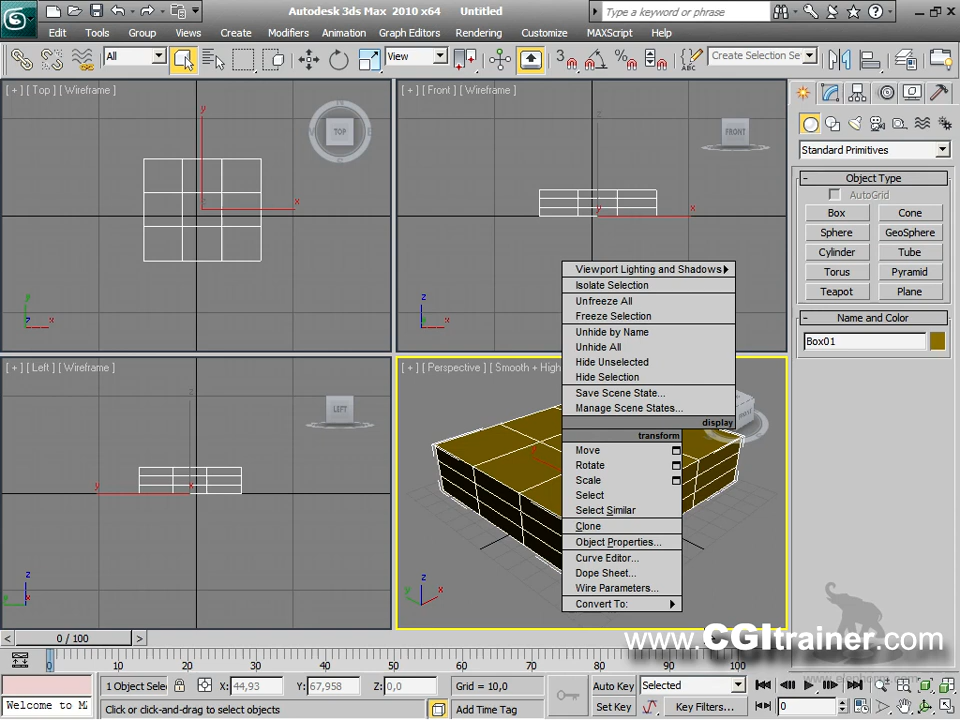 Autodesk 3ds Max 2010 x64 Untitled
Type a keyword or phrase
Edit Tools Group Views Create Modifiers Animation Graph Editors Rendering Customize MAXScript Help
All
View
3
ABC
Create Selection Se
[ + ] [ Top ] [ Wireframe ]
TOP
y
x
y
z x
[ + ] [ Front ] [ Wireframe ]
FRONT
z
y x
z
x
[ + ] [ Left ] [ Wireframe ]
LEFT
z
y x
z
[ + ] [ Perspective ] [ Smooth + High
z
y x
Viewport Lighting and Shadows
Isolate Selection
Unfreeze All
Freeze Selection
Unhide by Name
Unhide All
Hide Unselected
Hide Selection
Save Scene State...
Manage Scene States...
display
transform
Move
Rotate
Scale
Select
Select Similar
Clone
Object Properties...
Curve Editor...
Dope Sheet...
Wire Parameters...
Convert To:
Standard Primitives
- Object Type
AutoGrid
Box Cone
Sphere GeoSphere
Cylinder Tube
Torus Pyramid
Teapot Plane
- Name and Color
Box01
www.CGItrainer.com
< 0 / 100 >
0 10 20 30 40 50 60 70 80 90 100
1 Object Sele X: 44,93 Y: 67,958 Z: 0,0 Grid = 10,0 Auto Key Selected
Welcome to M Click or click-and-drag to select objects Add Time Tag Set Key Key Filters... 0